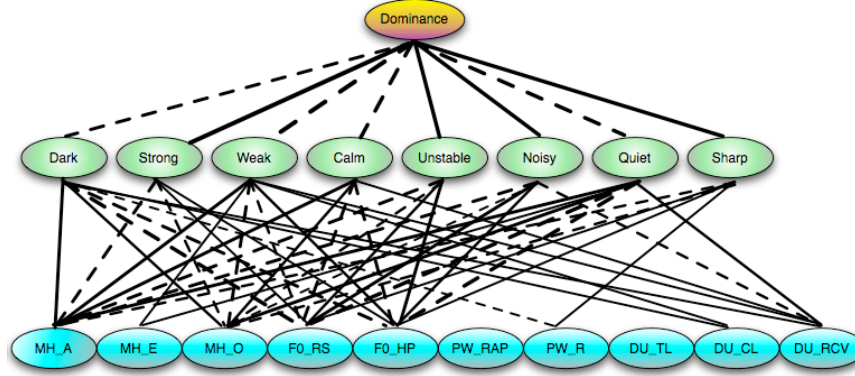 Dominance
Dark Strong Weak Calm Unstable Noisy Quiet Sharp
MH_A MH_E MH_O F0_RS F0_HP PW_RAP PW_R DU_TL DU_CL DU_RCV